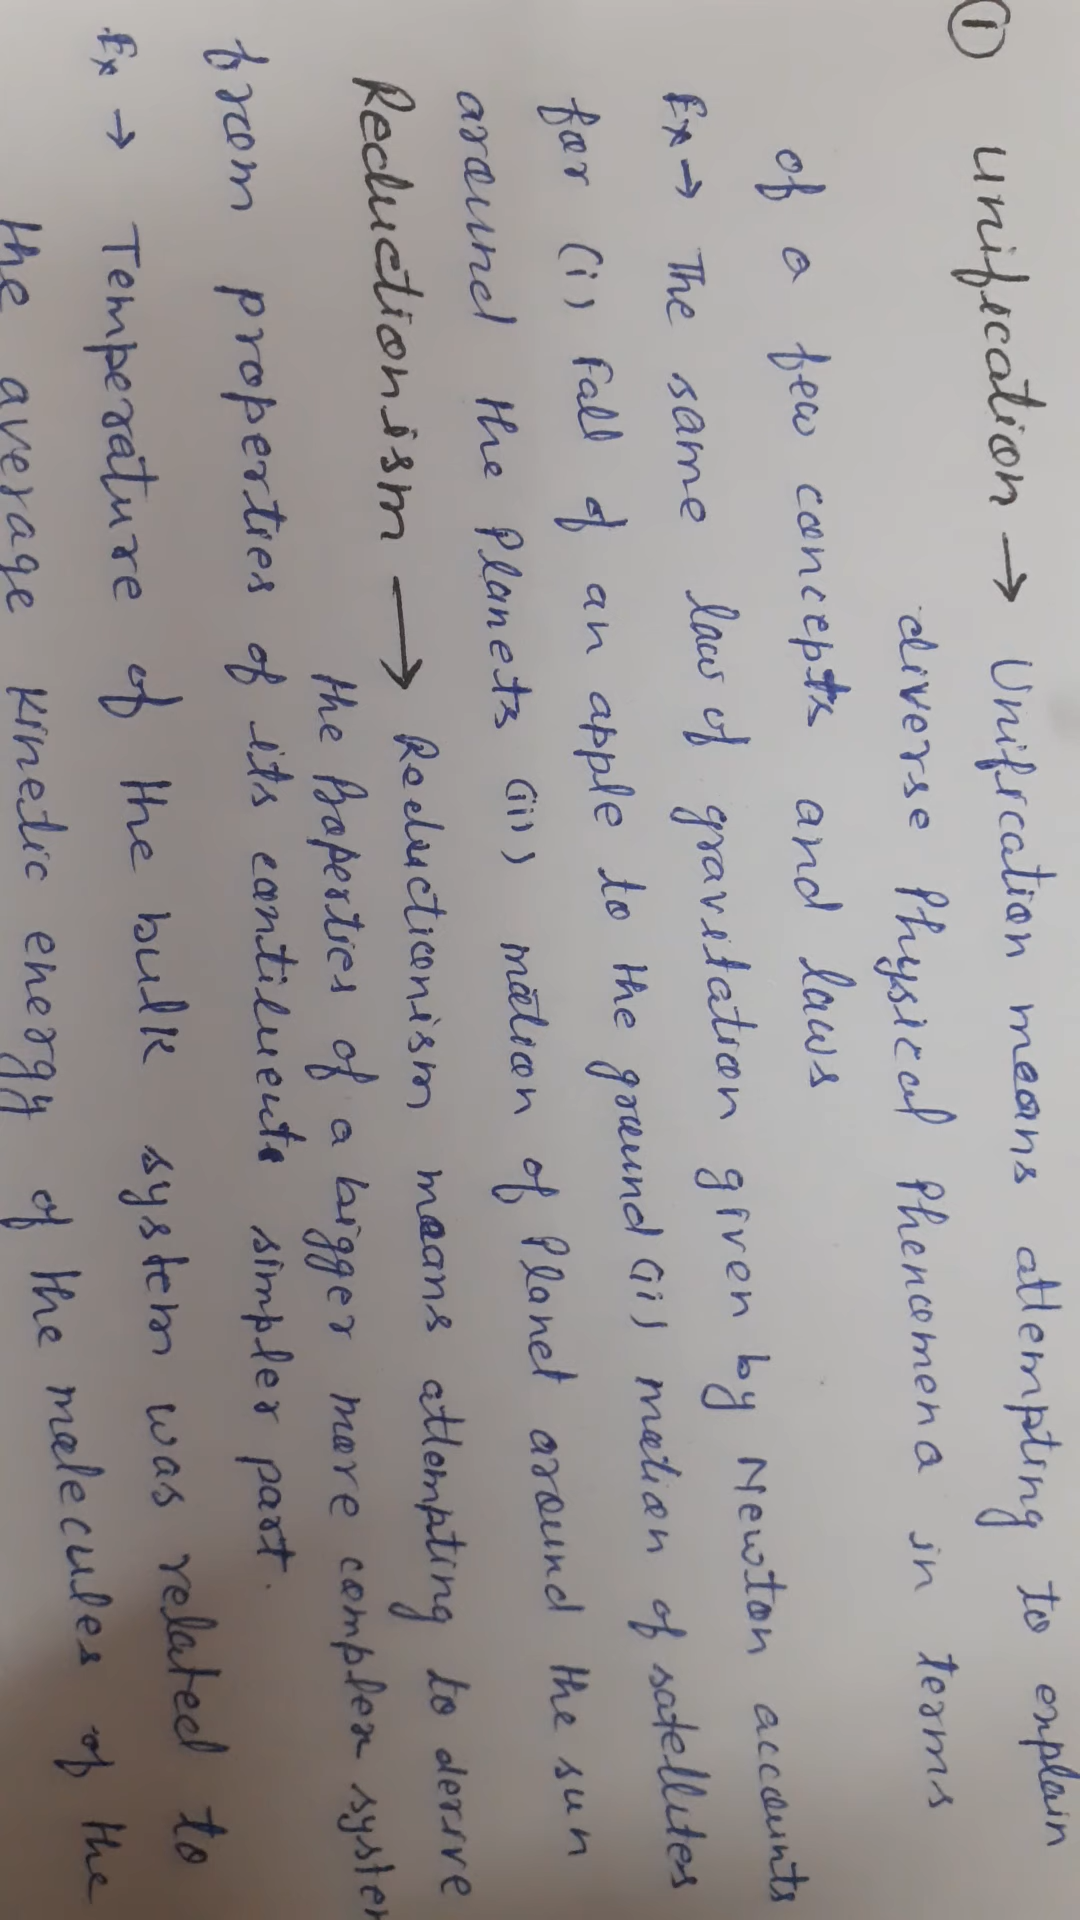 ① Unification → Unification means attempting to explain
diverse Physical Phenomena in terms
of a few concepts and laws
Ex → The same law of gravitation given by Newton accounts
for (i) Fall of an apple to the ground (ii) motion of satellites
around the Planets (iii) motion of Planet around the sun
Reductionism → Reductionism means attempting to derive
the Properties of a bigger more complex system
from properties of its contituents simpler part.
Ex → Temperature of the bulk system was related to
the average kinetic energy of the molecules of the